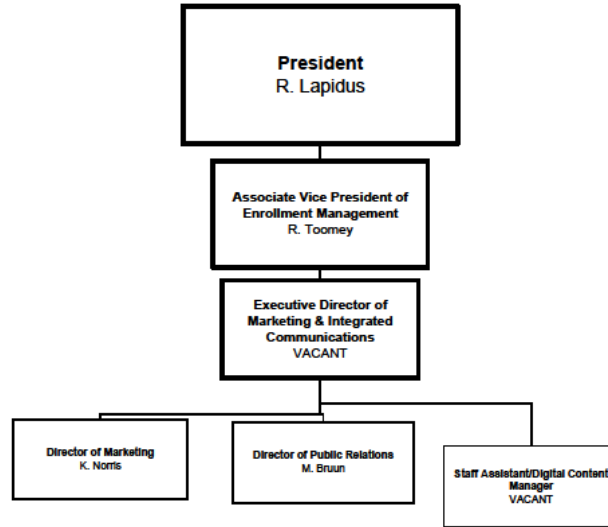 President
R. Lapidus
Associate Vice President of
Enrollment Management
R. Toomey
Executive Director of
Marketing & Integrated
Communications
VACANT
Director of Marketing
K. Norris
Director of Public Relations
M. Bruun
Staff Assistant/Digital Content
Manager
VACANT